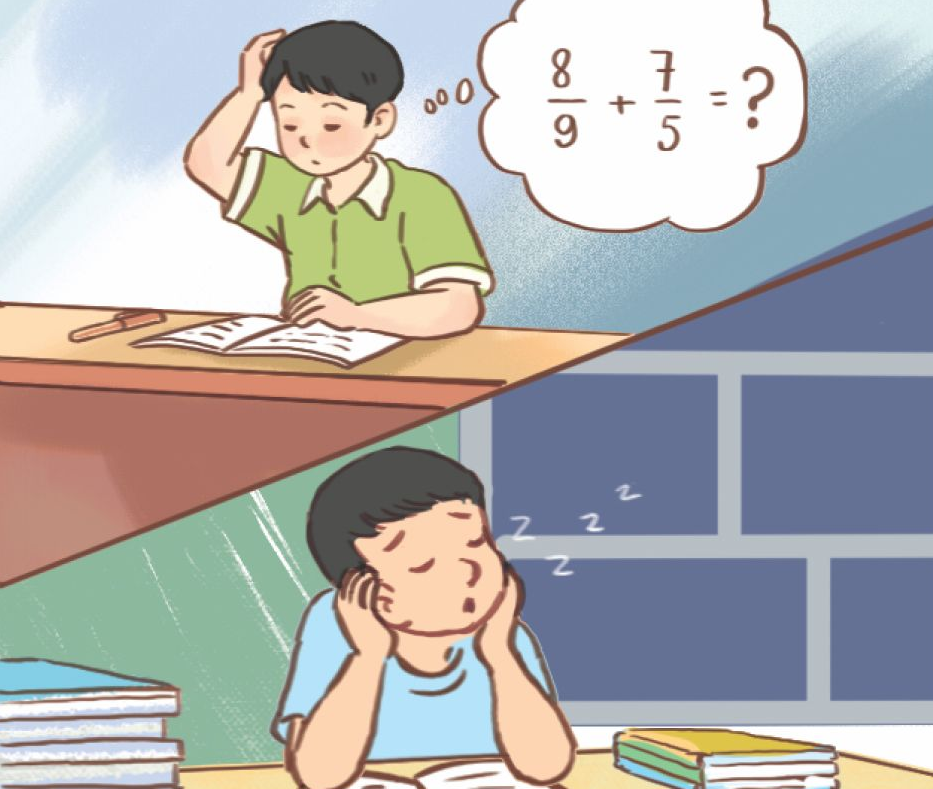 8/9 + 7/5 = ?
z z z
z